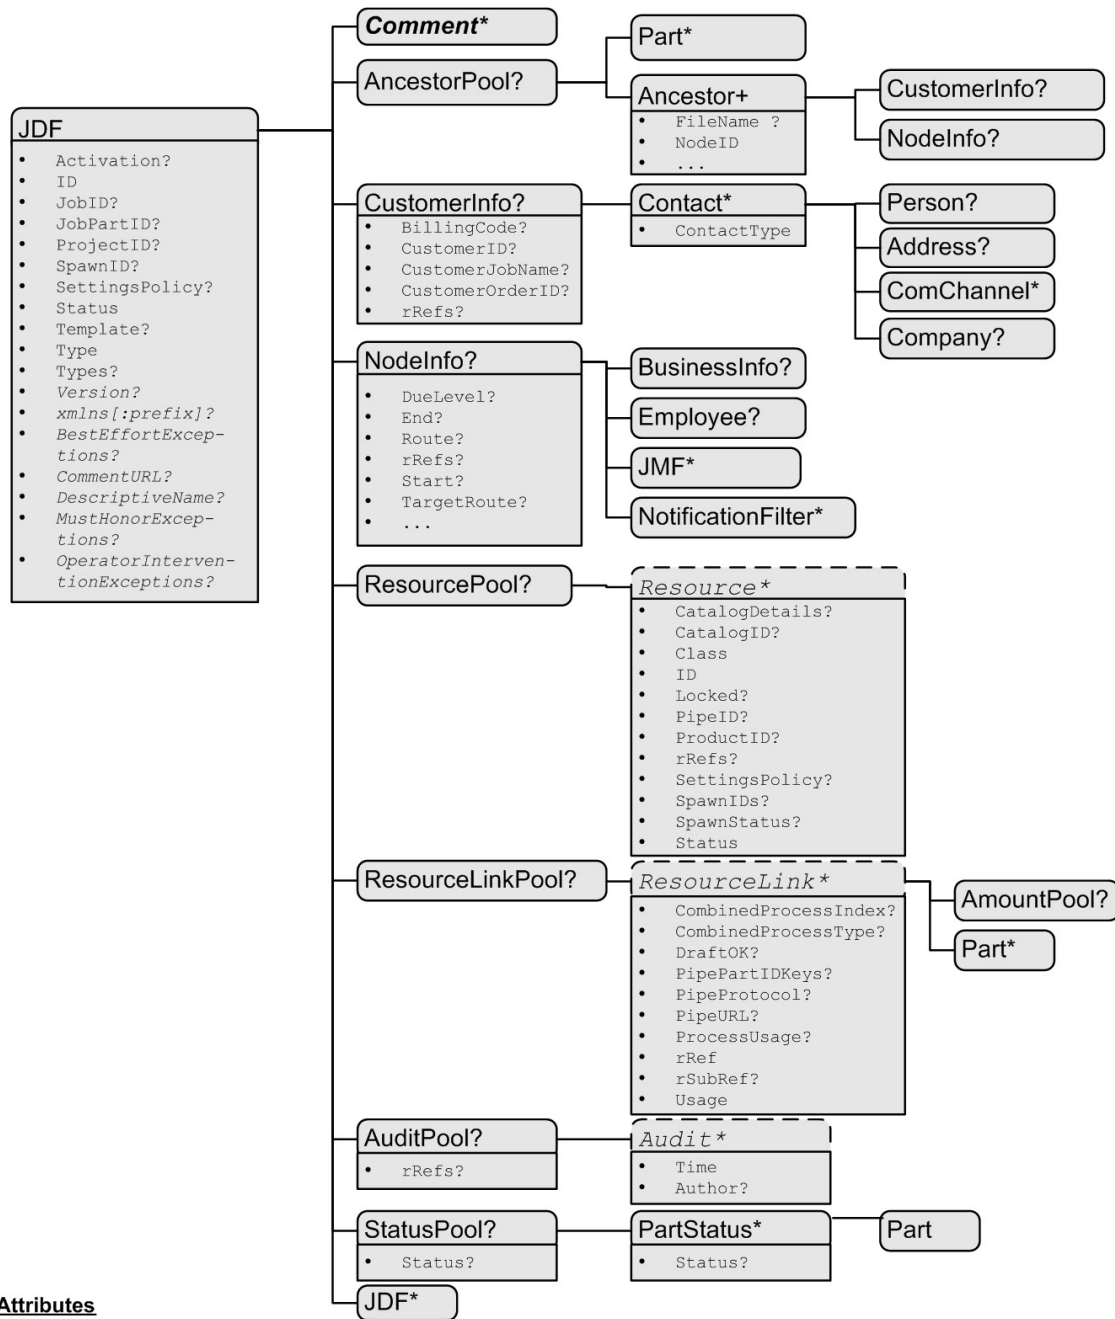 Comment*
Part*
AncestorPool?
Ancestor+
• FileName ?
• NodeID
• ...
CustomerInfo?
NodeInfo?
JDF
• Activation?
• ID
• JobID?
• JobPartID?
• ProjectID?
• SpawnID?
• SettingsPolicy?
• Status
• Template?
• Type
• Types?
• Version?
• xmlns[:prefix]?
• BestEffortExcep-
tions?
• CommentURL?
• DescriptiveName?
• MustHonorExcep-
tions?
• OperatorInterven-
tionExceptions?
CustomerInfo?
• BillingCode?
• CustomerID?
• CustomerJobName?
• CustomerOrderID?
• rRefs?
Contact*
• ContactType
Person?
Address?
ComChannel*
Company?
NodeInfo?
• DueLevel?
• End?
• Route?
• rRefs?
• Start?
• TargetRoute?
• ...
BusinessInfo?
Employee?
JMF*
NotificationFilter*
ResourcePool?
Resource*
• CatalogDetails?
• CatalogID?
• Class
• ID
• Locked?
• PipeID?
• ProductID?
• rRefs?
• SettingsPolicy?
• SpawnIDs?
• SpawnStatus?
• Status
ResourceLinkPool?
ResourceLink*
• CombinedProcessIndex?
• CombinedProcessType?
• DraftOK?
• PipePartIDKeys?
• PipeProtocol?
• PipeURL?
• ProcessUsage?
• rRef
• rSubRef?
• Usage
AmountPool?
Part*
AuditPool?
• rRefs?
Audit*
• Time
• Author?
StatusPool?
• Status?
PartStatus*
• Status?
Part
JDF*
Attributes